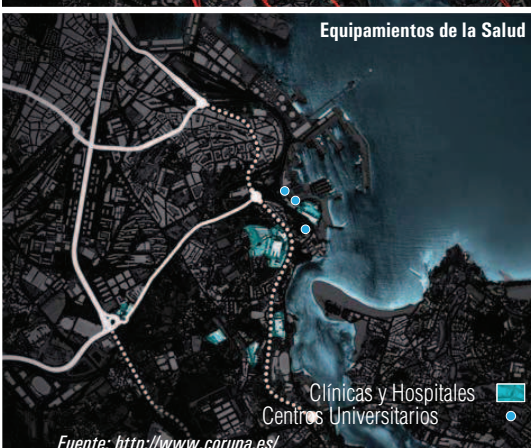 Equipamientos de la Salud
Clínicas y Hospitales
Centros Universitarios
Fuente: http://www.coruna.es/